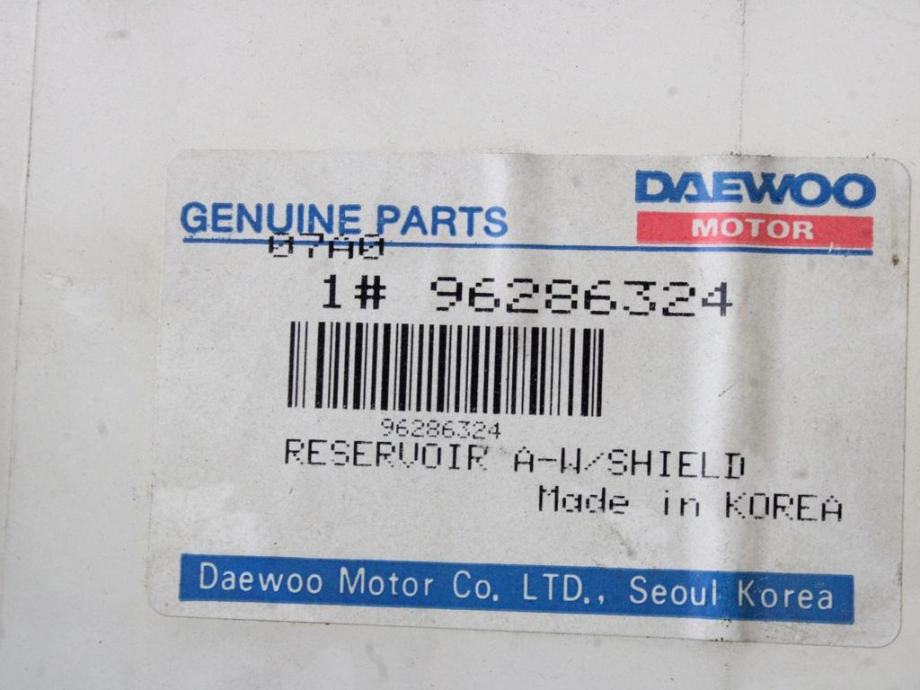 DAEWOO
MOTOR
GENUINE PARTS
07A0
1# 96286324
96286324
RESERVOIR A-W/SHIELD
Made in KOREA
Daewoo Motor Co. LTD., Seoul Korea